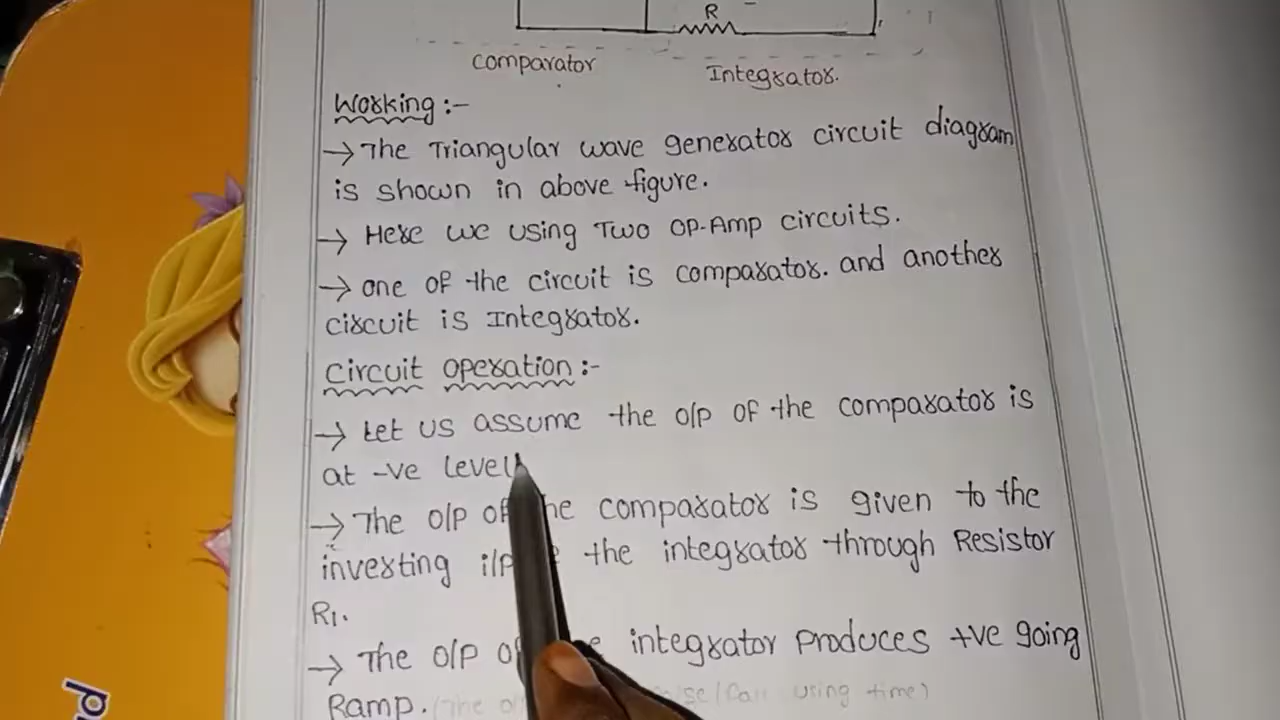 R
comparator
Integrator.
Working :-
→ The Triangular wave generator circuit diagram
is shown in above figure.
→ Here we using Two OP-Amp circuits.
→ one of the circuit is comparator. and another
circuit is Integrator.
circuit operation :-
→ Let us assume the o/p of the comparator is
at -ve level
→ The o/p of the comparator is given to the
inverting i/p the integrator through Resistor
R1.
→ The o/p integrator produces +ve going
Ramp. (The using time)